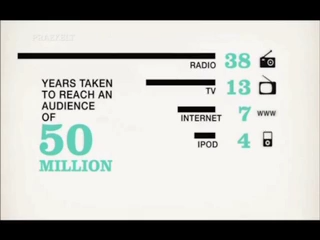 YEARS TAKEN
TO REACH AN
AUDIENCE
OF
50
MILLION
RADIO 38
TV 13
INTERNET 7 WWW
IPOD 4